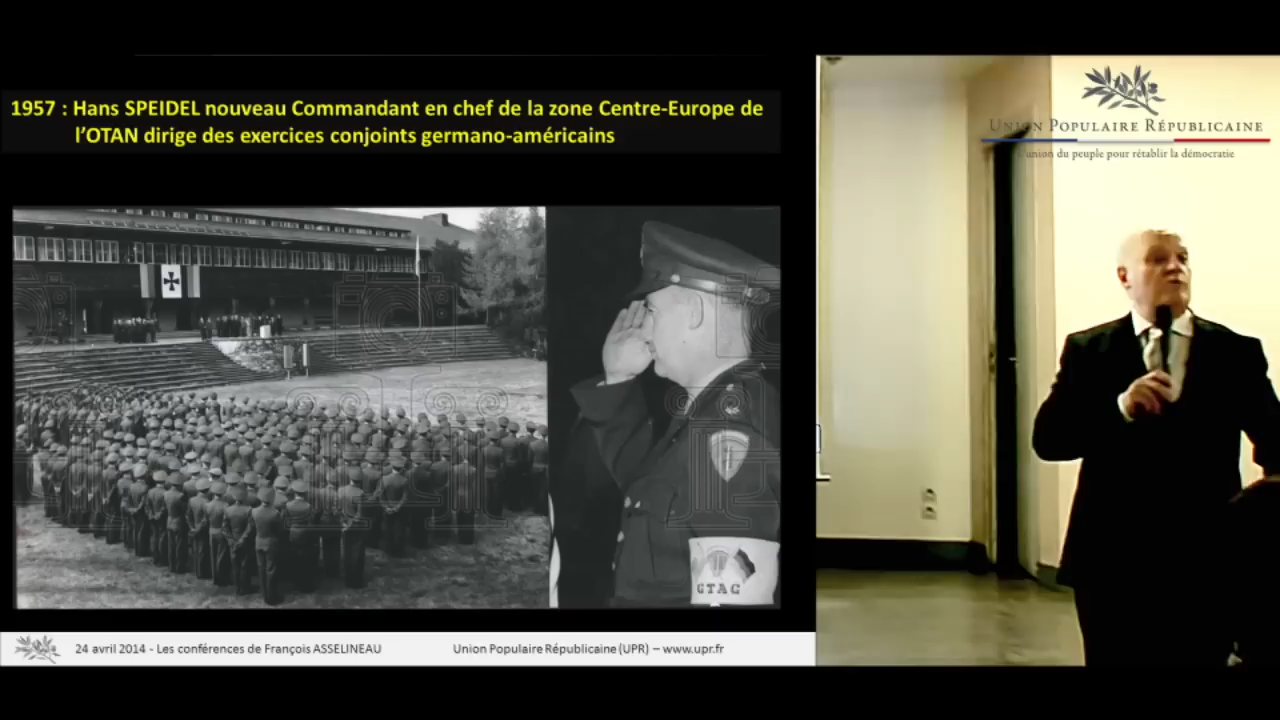 1957 : Hans SPEIDEL nouveau Commandant en chef de la zone Centre-Europe de
l'OTAN dirige des exercices conjoints germano-américains
UNION POPULAIRE RÉPUBLICAINE
L'union du peuple pour rétablir la démocratie
GTAG
24 avril 2014 - Les conférences de François ASSELINEAU
Union Populaire Républicaine (UPR) – www.upr.fr